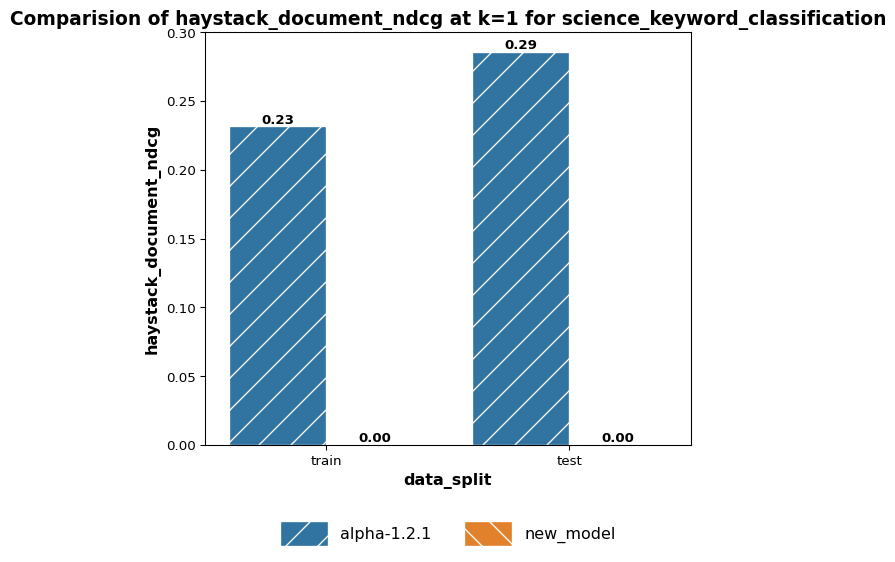 Comparision of haystack_document_ndcg at k=1 for science_keyword_classification
haystack_document_ndcg
0.30
0.25
0.20
0.15
0.10
0.05
0.00
0.23
0.00
0.29
0.00
train
test
data_split
alpha-1.2.1
new_model